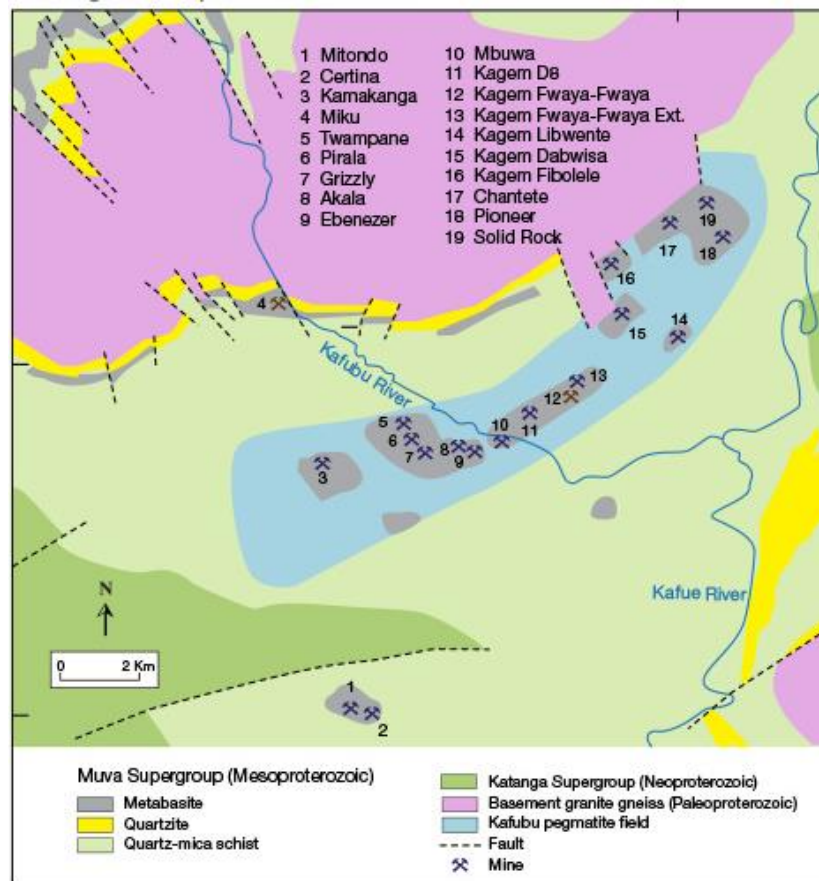 1 Mitondo
2 Certina
3 Kamakanga
4 Miku
5 Twampane
6 Pirala
7 Grizzly
8 Akala
9 Ebenezer
10 Mbuwa
11 Kagem D8
12 Kagem Fwaya-Fwaya
13 Kagem Fwaya-Fwaya Ext.
14 Kagem Libwente
15 Kagem Dabwisa
16 Kagem Fibolele
17 Chantete
18 Pioneer
19 Solid Rock
19
17
18
16
15
14
4
Kafubu River
13
12
11
10
5
6
7
8
9
3
Kafue River
N
0 2 Km
1
2
Muva Supergroup (Mesoproterozoic)
Metabasite
Quartzite
Quartz-mica schist
Katanga Supergroup (Neoproterozoic)
Basement granite gneiss (Paleoproterozoic)
Kafubu pegmatite field
Fault
Mine